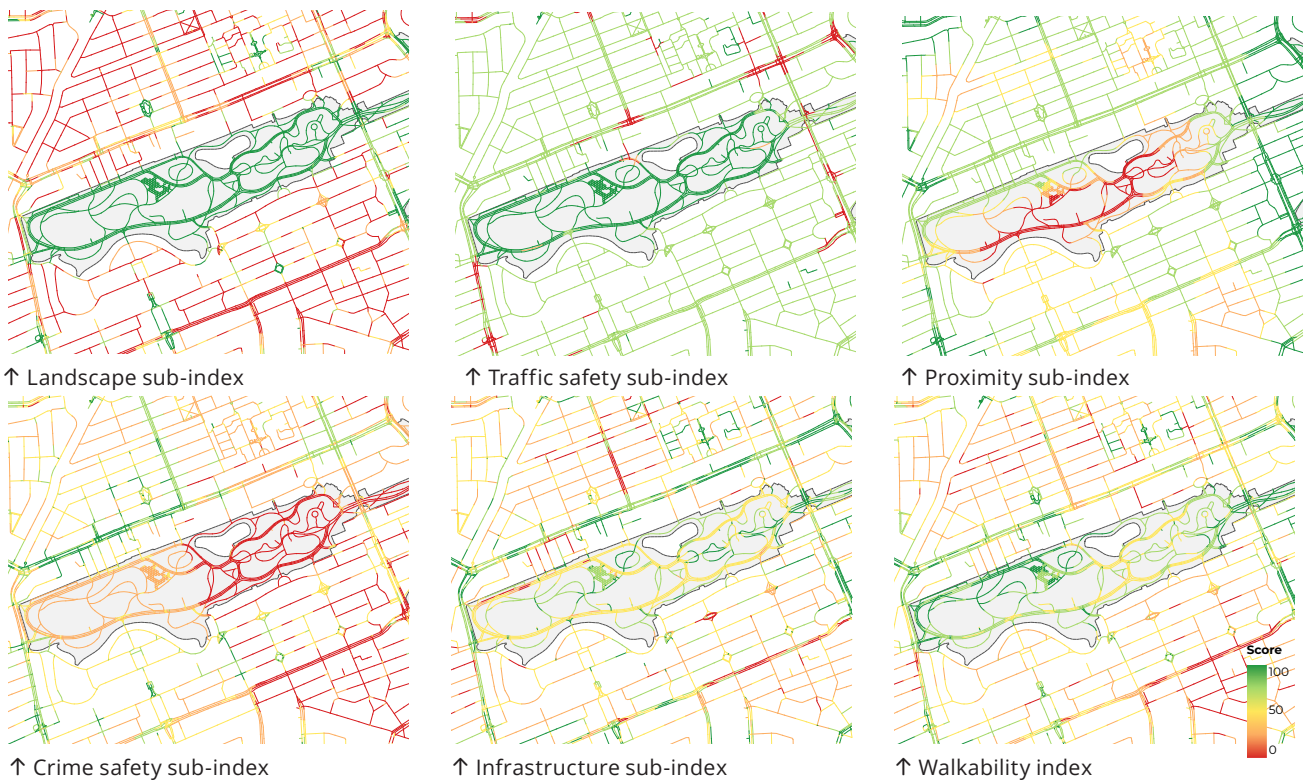 ↑ Landscape sub-index
↑ Traffic safety sub-index
↑ Proximity sub-index
↑ Crime safety sub-index
↑ Infrastructure sub-index
↑ Walkability index
Score
100
50
0